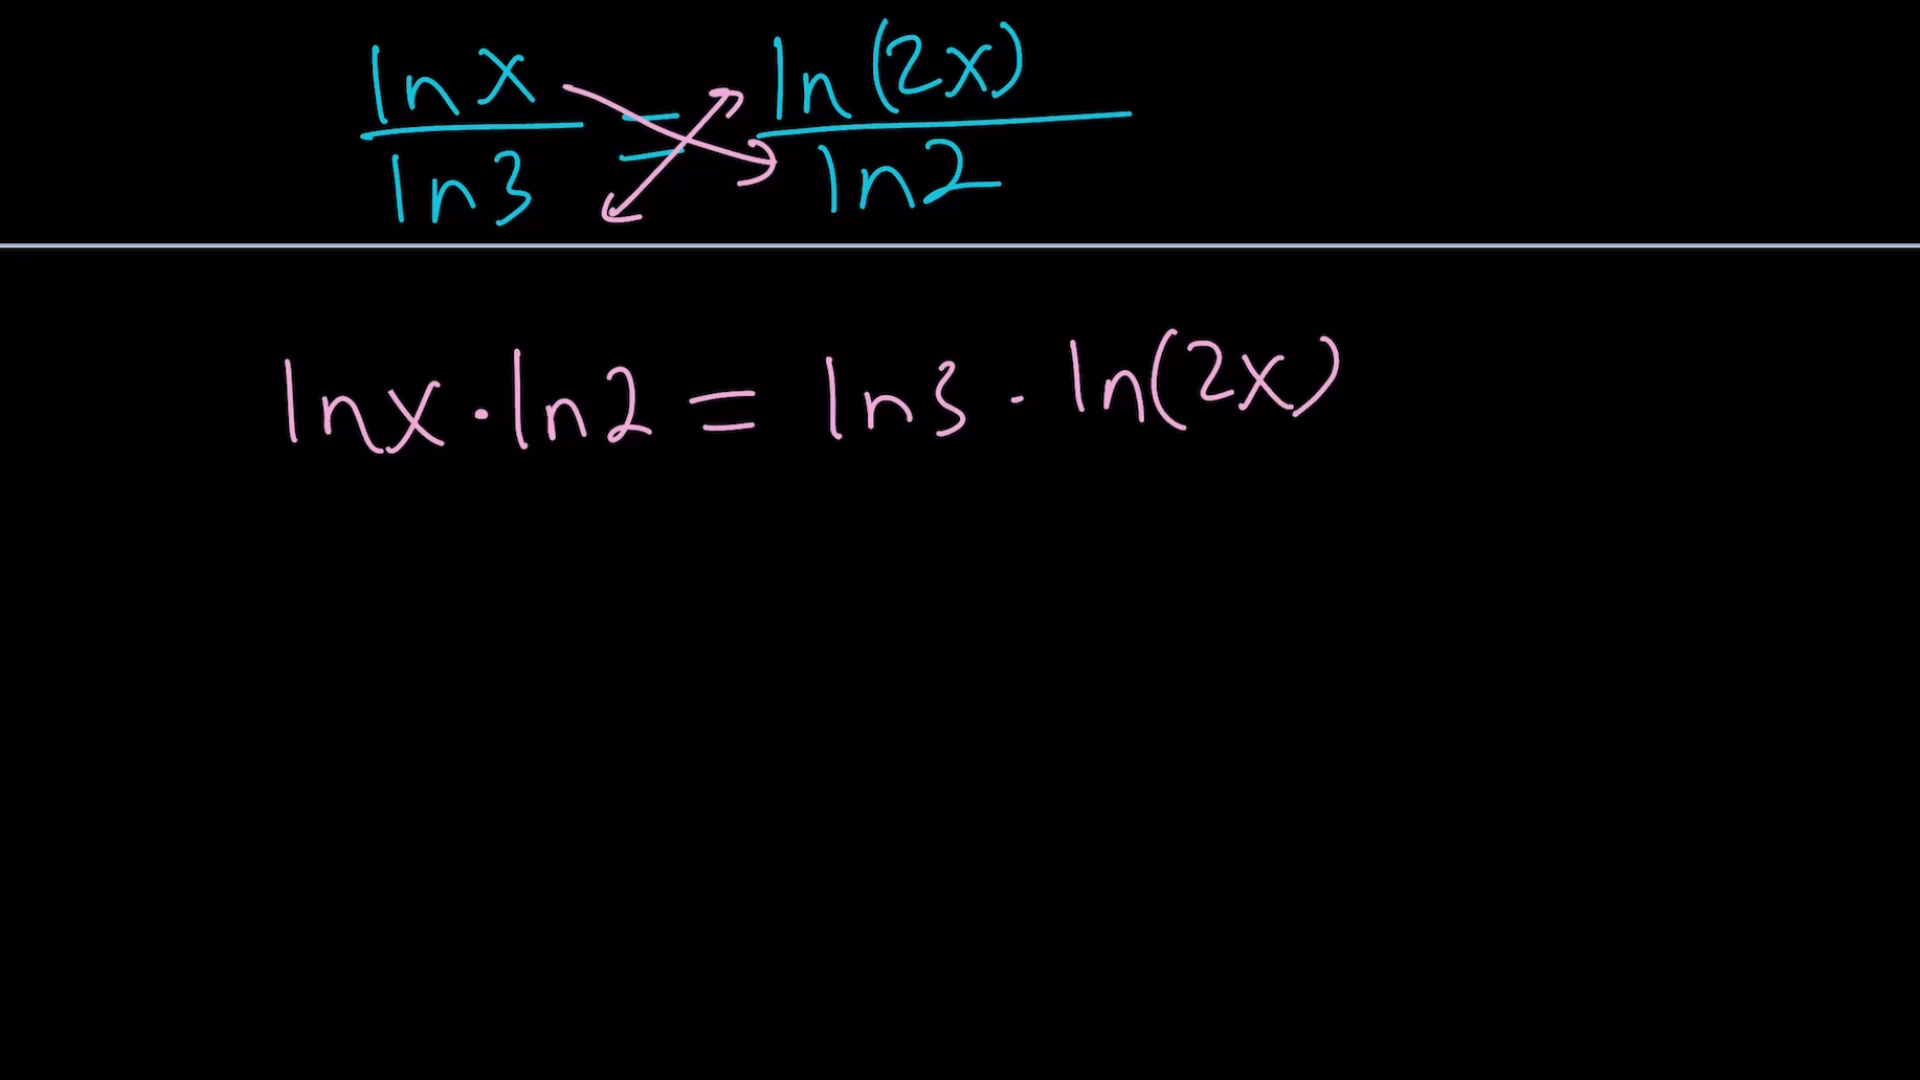 ln x / ln 3 = ln (2x) / ln 2
ln x · ln 2 = ln 3 · ln (2x)